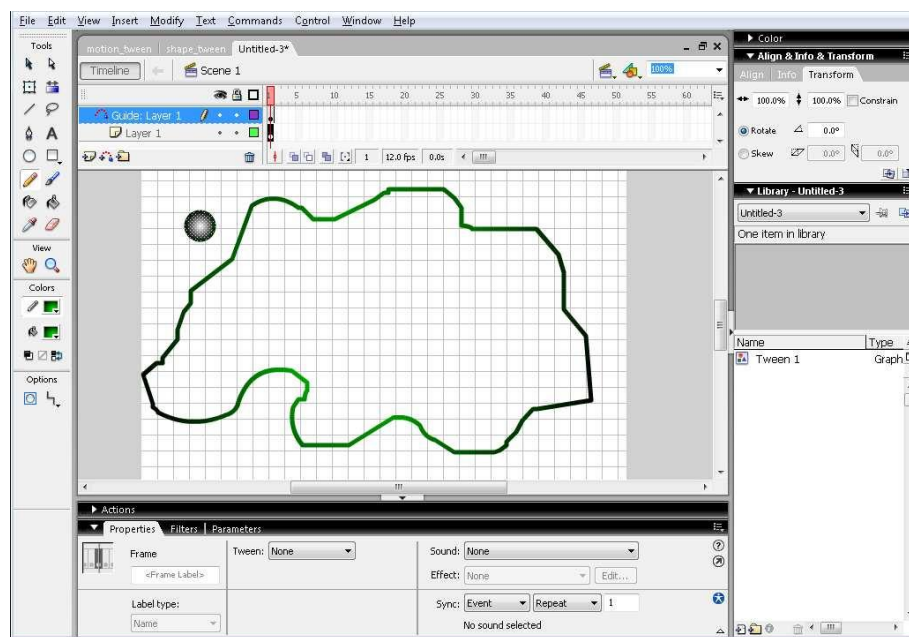 File Edit View Insert Modify Text Commands Control Window Help
Tools
motion_tween shape_tween Untitled-3*
Timeline Scene 1 100%
5 10 15 20 25 30 35 40 45 50 55 60
Guide: Layer 1
Layer 1
1 12.0 fps 0.0s
View
Colors
Options
Color
Align & Info & Transform
Align Info Transform
100.0% 100.0% Constrain
Rotate 0.0°
Skew 0.0° 0.0°
Library - Untitled-3
Untitled-3
One item in library
Name Type
Tween 1 Graph
Actions
Properties Filters Parameters
Frame
<Frame Label>
Label type:
Name
Tween: None
Sound: None
Effect: None Edit...
Sync: Event Repeat 1
No sound selected